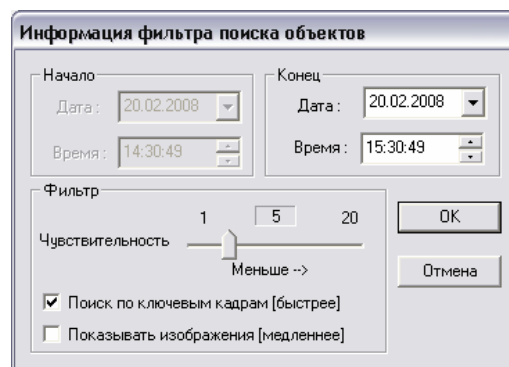 Информация фильтра поиска объектов
Начало
Дата :
20.02.2008
Время :
14:30:49
Конец
Дата :
20.02.2008
Время :
15:30:49
Фильтр
1 5 20
Чувствительность
Меньше -->
Поиск по ключевым кадрам [быстрее]
Показывать изображения [медленнее]
OK
Отмена